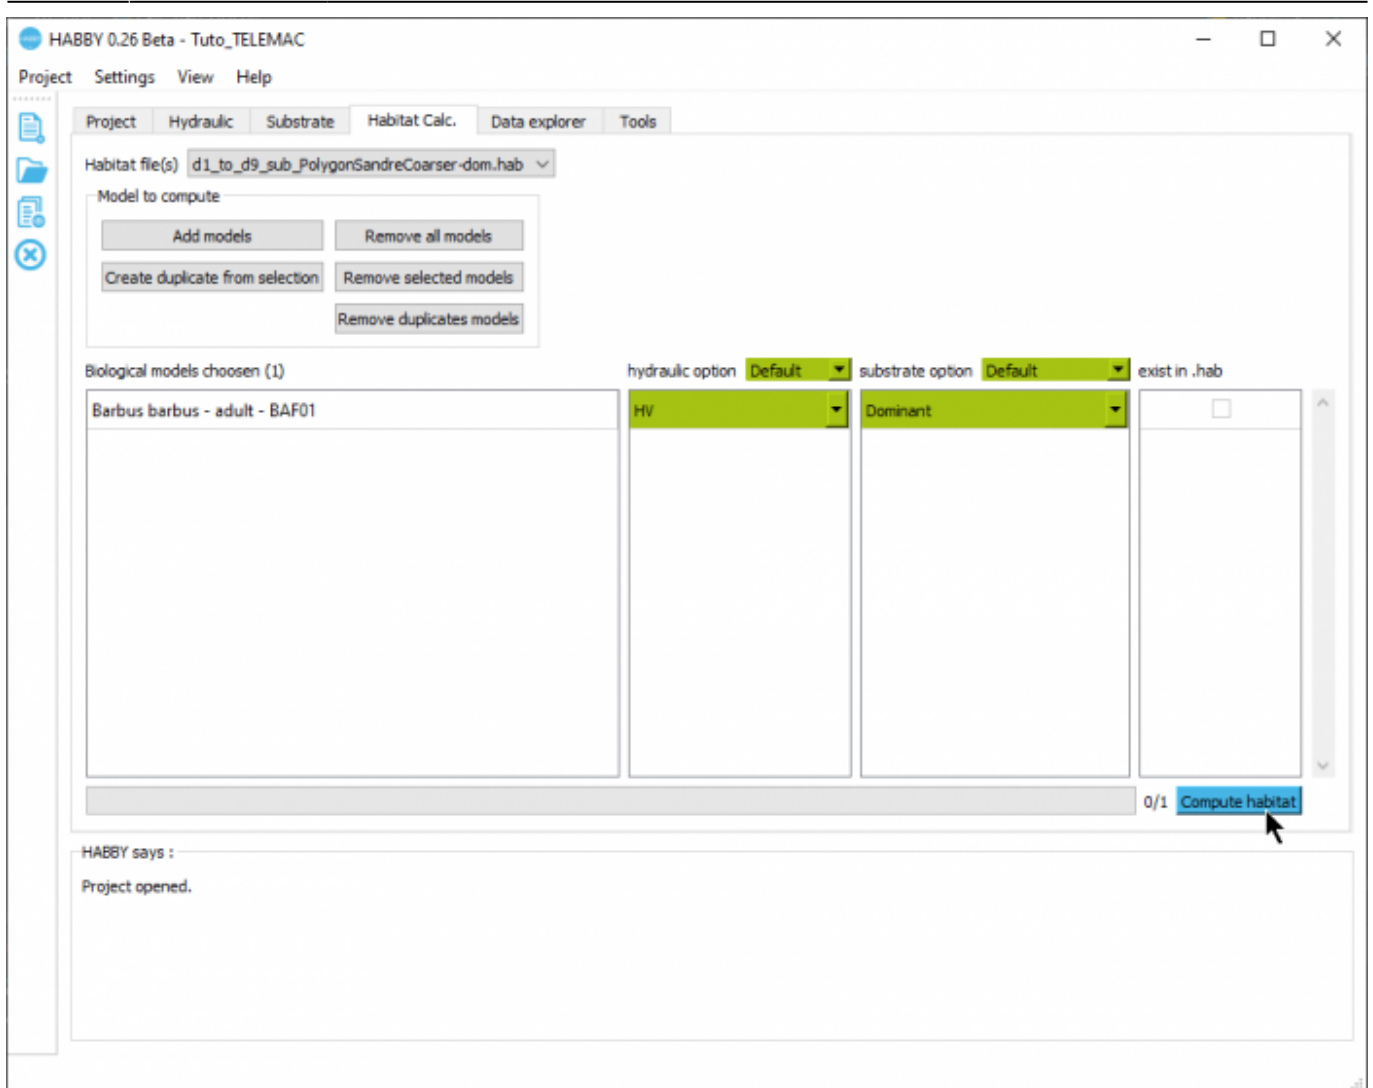 HABBY 0.26 Beta - Tuto_TELEMAC
Project Settings View Help
Project Hydraulic Substrate Habitat Calc. Data explorer Tools
Habitat file(s) d1_to_d9_sub_PolygonSandreCoarser-dom.hab
Model to compute
Add models Remove all models
Create duplicate from selection Remove selected models
Remove duplicates models
Biological models choosen (1) hydraulic option Default substrate option Default exist in .hab
Barbus barbus - adult - BAF01 HV Dominant
0/1 Compute habitat
HABBY says :
Project opened.